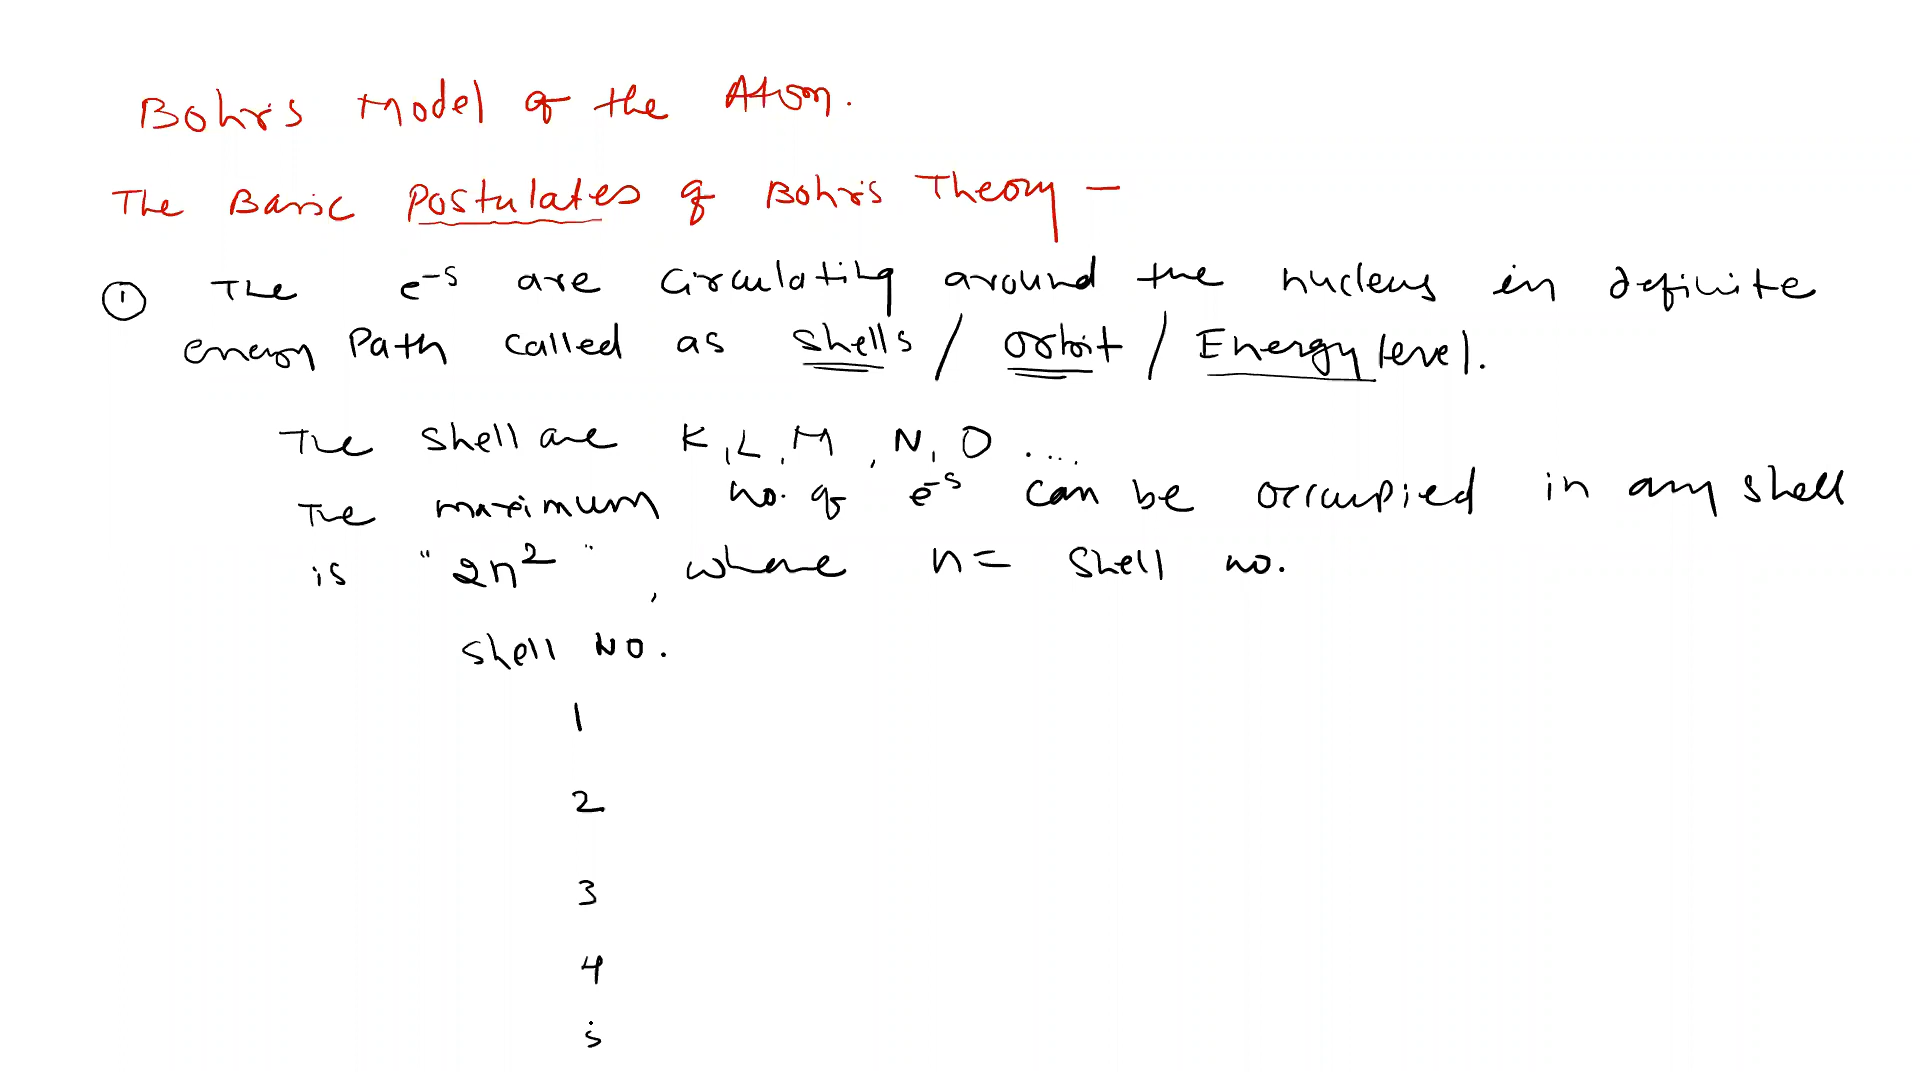 Bohr's Model of the Atom.
The Basic Postulates of Bohr's Theory –
① The e⁻s are circulating around the nucleus in definite
energy Path called as shells / orbit / Energy level.
The shell are K, L, M, N, O ....
The maximum no. of e⁻s can be occupied in any shell
is "2n²", where n = shell no.
Shell NO.
1
2
3
4
5